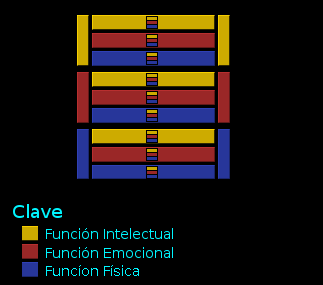 Clave
Función Intelectual
Función Emocional
Funcíon Física